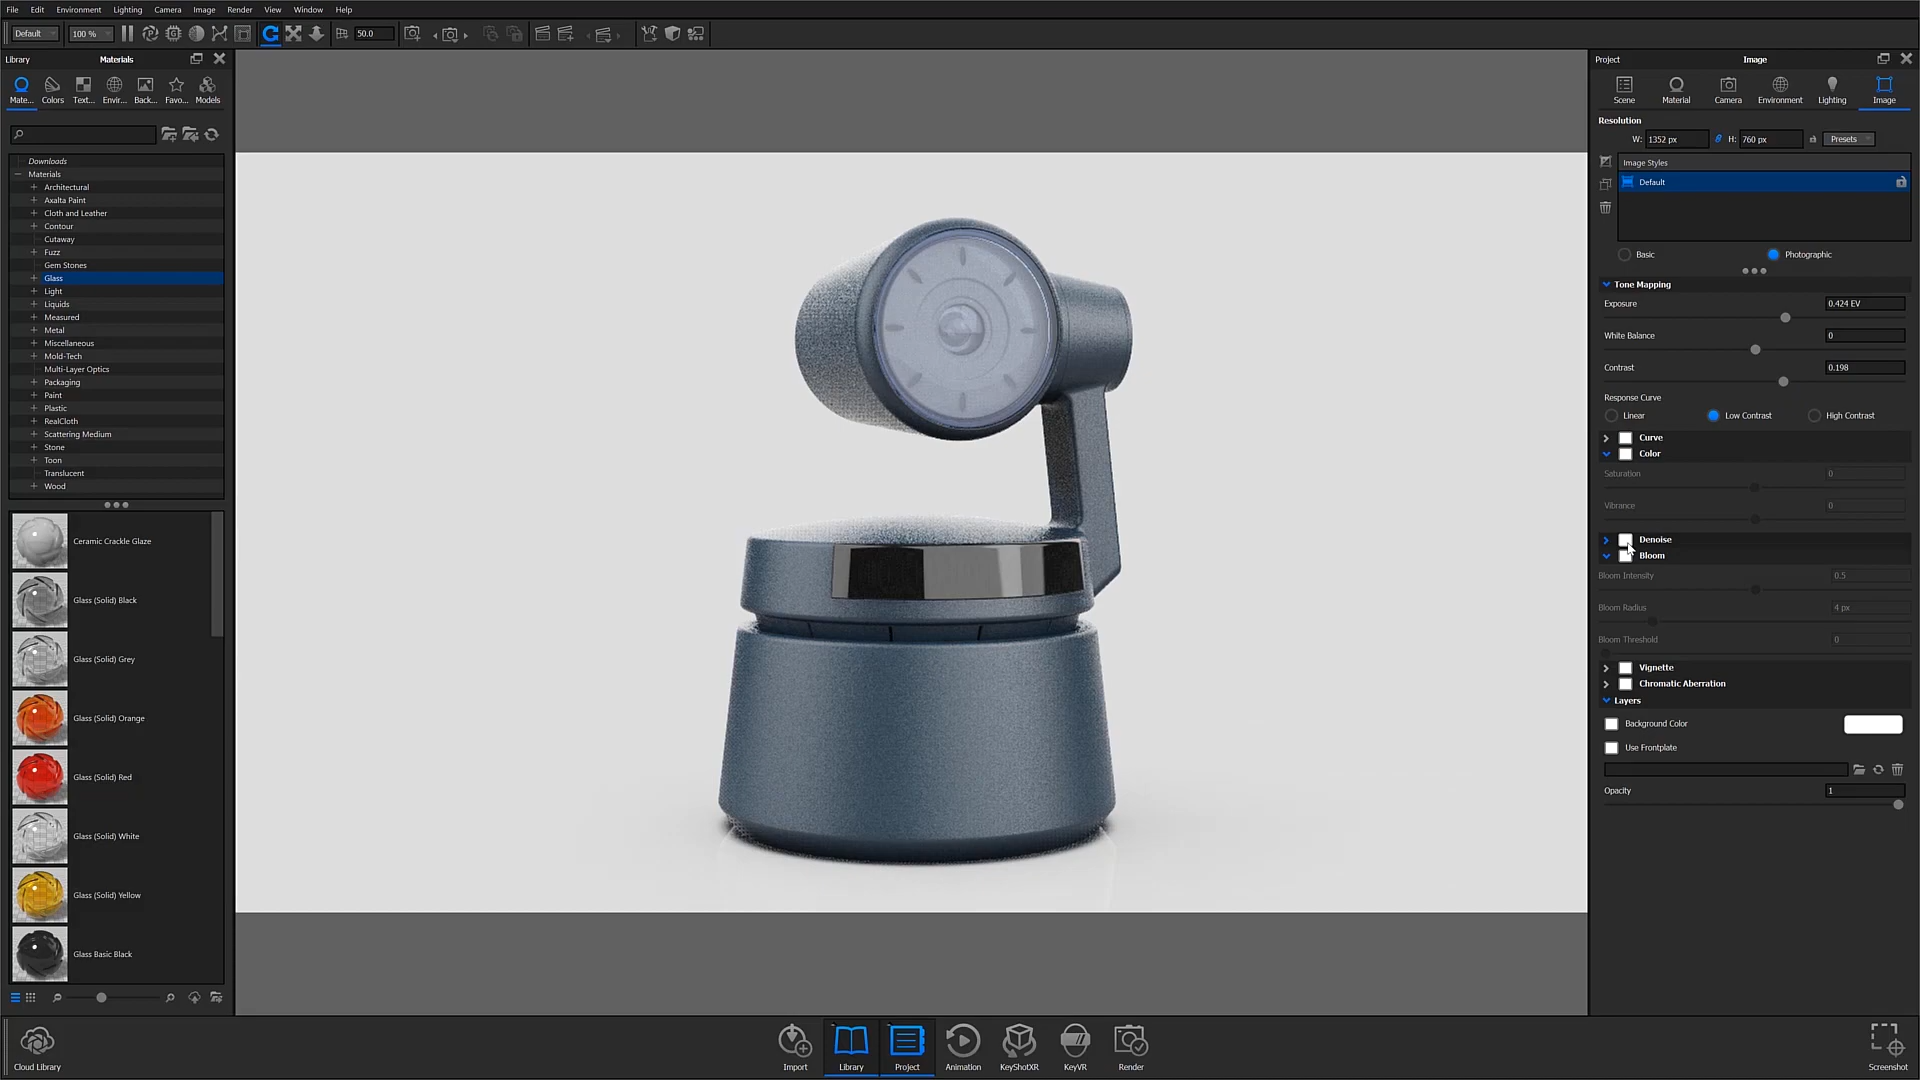 File Edit Environment Lighting Camera Image Render View Window Help
Default 100 % 50.0
Library Materials
Mate... Colors Text... Envir... Back... Favo... Models
Downloads
Materials
Architectural
Axalta Paint
Cloth and Leather
Contour
Cutaway
Fuzz
Gem Stones
Glass
Light
Liquids
Measured
Metal
Miscellaneous
Mold-Tech
Multi-Layer Optics
Packaging
Paint
Plastic
RealCloth
Scattering Medium
Stone
Toon
Translucent
Wood
Ceramic Crackle Glaze
Glass (Solid) Black
Glass (Solid) Grey
Glass (Solid) Orange
Glass (Solid) Red
Glass (Solid) White
Glass (Solid) Yellow
Glass Basic Black
Project Image
Scene Material Camera Environment Lighting Image
Resolution
W: 1352 px H: 760 px Presets
Image Styles
Default
Basic Photographic
Tone Mapping
Exposure 0.424 EV
White Balance 0
Contrast 0.198
Response Curve
Linear Low Contrast High Contrast
Curve
Color
Saturation 0
Vibrance 0
Denoise
Bloom
Bloom Intensity 0.5
Bloom Radius 4 px
Bloom Threshold 0
Vignette
Chromatic Aberration
Layers
Background Color
Use Frontplate
Opacity 1
Cloud Library Import Library Project Animation KeyShotXR KeyVR Render Screenshot